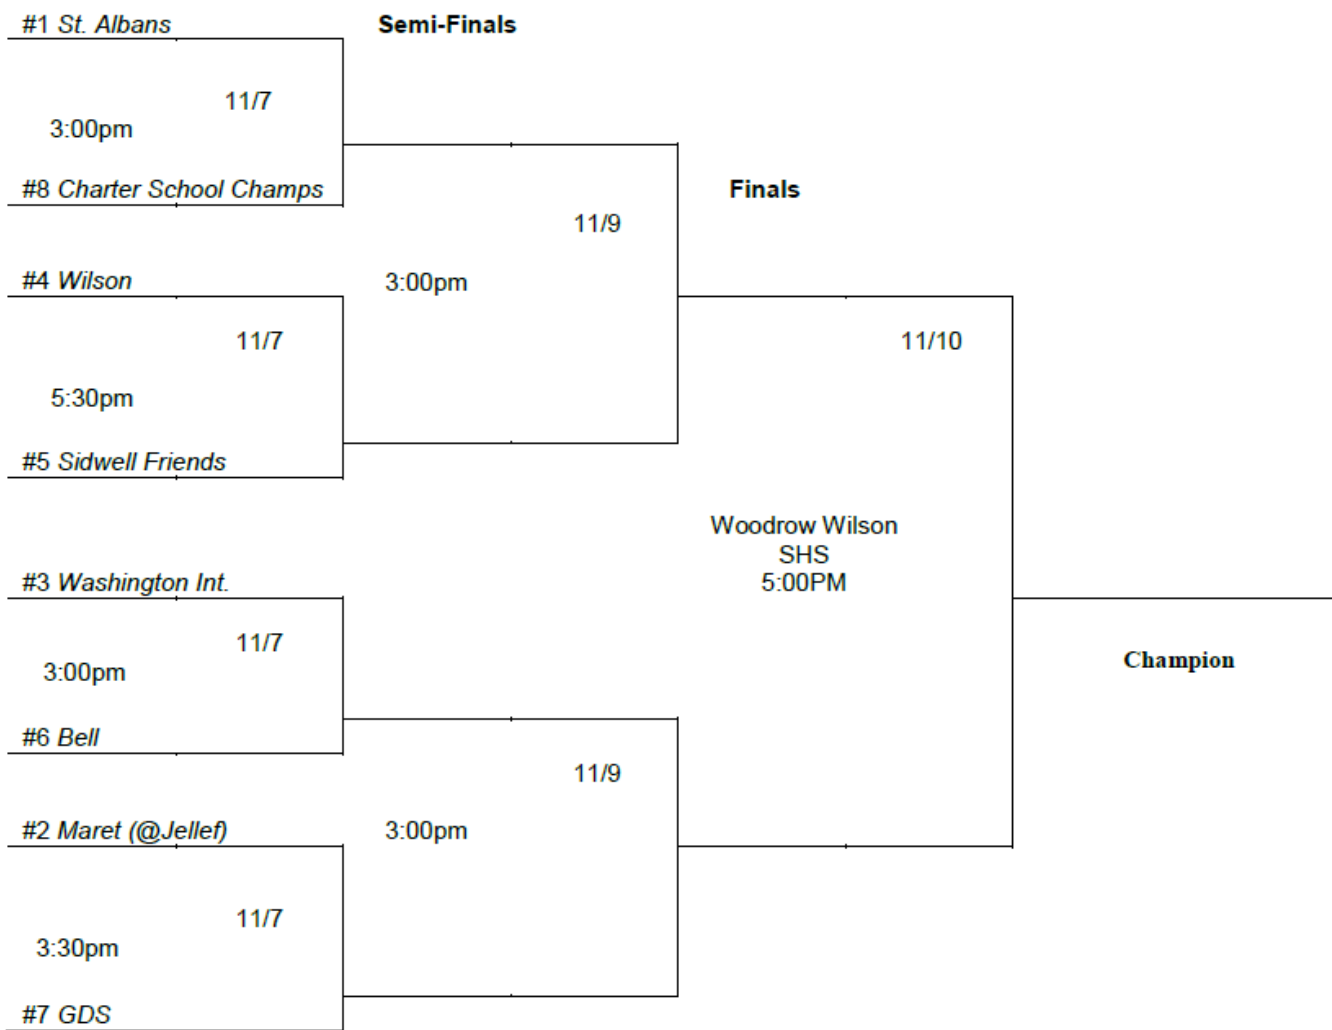 #1 St. Albans
Semi-Finals
11/7
3:00pm
#8 Charter School Champs
Finals
11/9
#4 Wilson
3:00pm
11/7
11/10
5:30pm
#5 Sidwell Friends
Woodrow Wilson
SHS
5:00PM
#3 Washington Int.
11/7
3:00pm
Champion
#6 Bell
11/9
#2 Maret (@Jellef)
3:00pm
11/7
3:30pm
#7 GDS